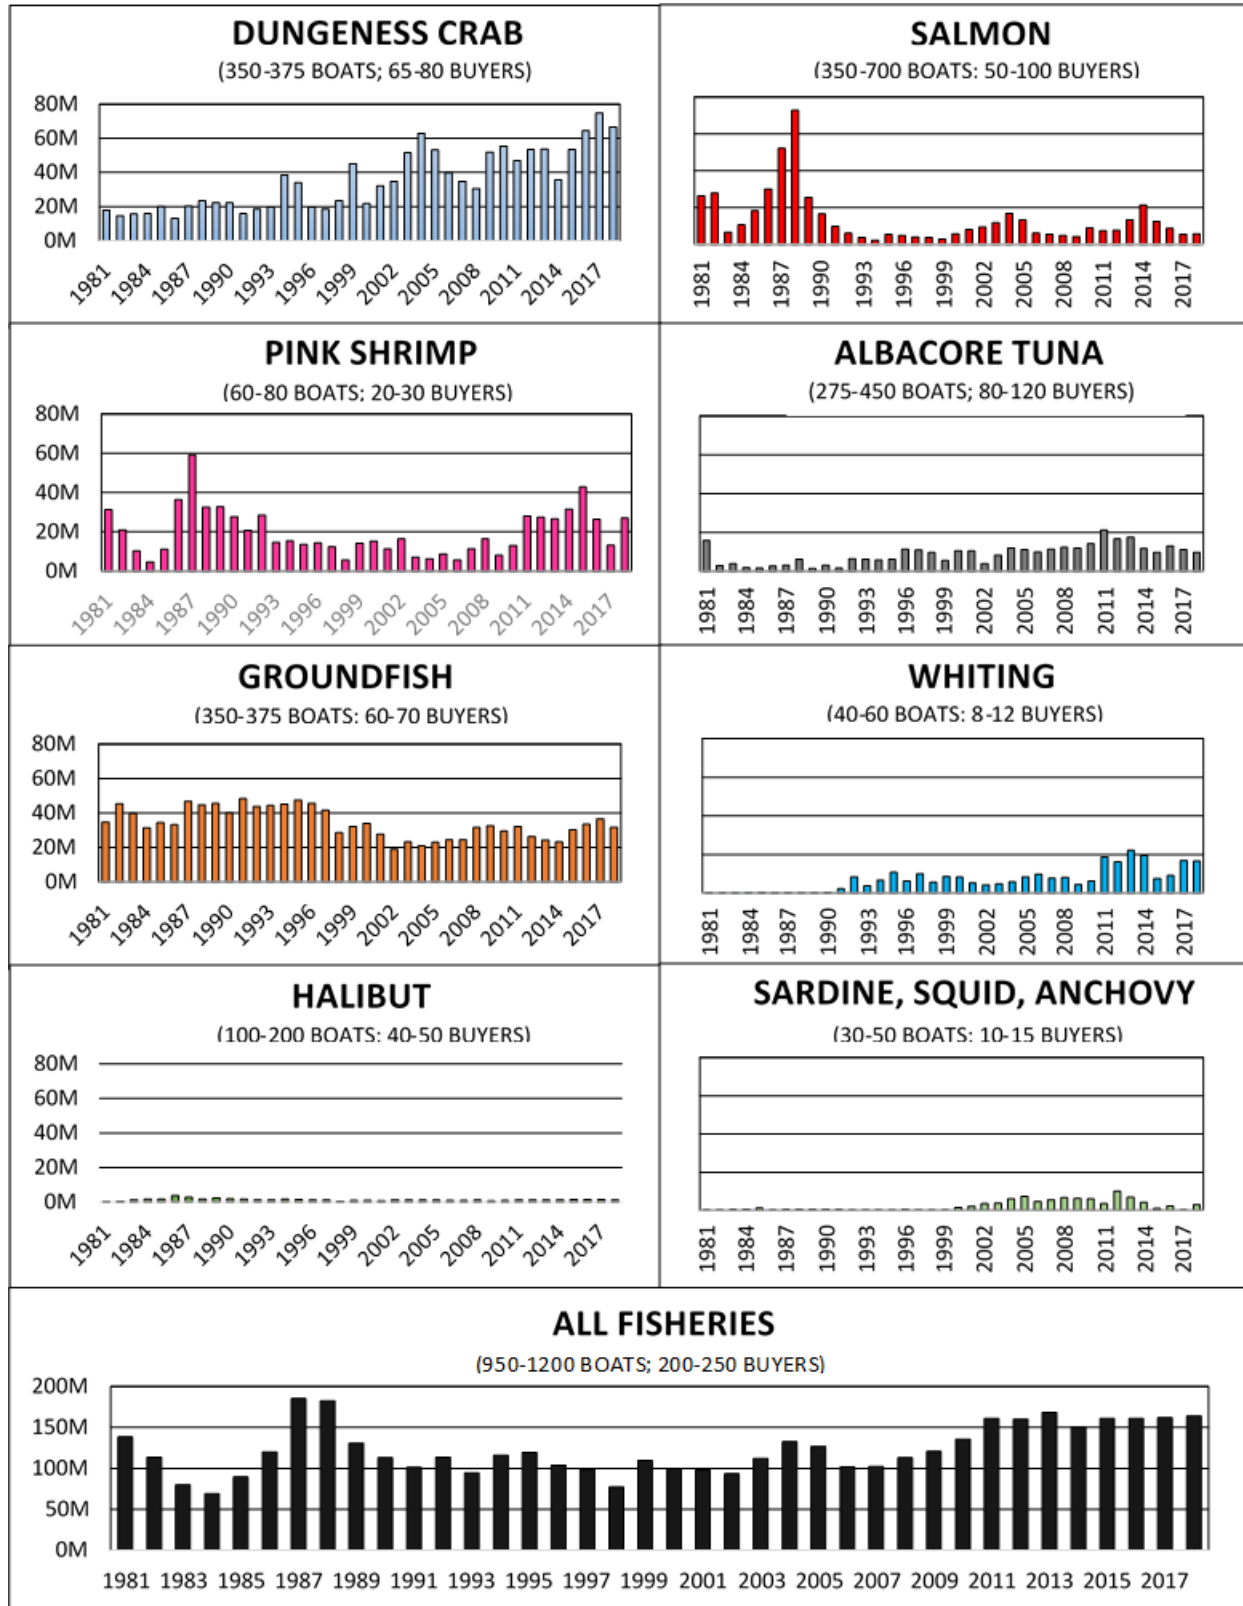 DUNGENESS CRAB
(350-375 BOATS; 65-80 BUYERS)
80M
60M
40M
20M
0M
1981 1984 1987 1990 1993 1996 1999 2002 2005 2008 2011 2014 2017
SALMON
(350-700 BOATS: 50-100 BUYERS)
1981 1984 1987 1990 1993 1996 1999 2002 2005 2008 2011 2014 2017
PINK SHRIMP
(60-80 BOATS; 20-30 BUYERS)
80M
60M
40M
20M
0M
1981 1984 1987 1990 1993 1996 1999 2002 2005 2008 2011 2014 2017
ALBACORE TUNA
(275-450 BOATS; 80-120 BUYERS)
1981 1984 1987 1990 1993 1996 1999 2002 2005 2008 2011 2014 2017
GROUNDFISH
(350-375 BOATS: 60-70 BUYERS)
80M
60M
40M
20M
0M
1981 1984 1987 1990 1993 1996 1999 2002 2005 2008 2011 2014 2017
WHITING
(40-60 BOATS: 8-12 BUYERS)
1981 1984 1987 1990 1993 1996 1999 2002 2005 2008 2011 2014 2017
HALIBUT
(100-200 BOATS: 40-50 BUYERS)
80M
60M
40M
20M
0M
1981 1984 1987 1990 1993 1996 1999 2002 2005 2008 2011 2014 2017
SARDINE, SQUID, ANCHOVY
(30-50 BOATS: 10-15 BUYERS)
1981 1984 1987 1990 1993 1996 1999 2002 2005 2008 2011 2014 2017
ALL FISHERIES
(950-1200 BOATS; 200-250 BUYERS)
200M
150M
100M
50M
0M
1981 1983 1985 1987 1989 1991 1993 1995 1997 1999 2001 2003 2005 2007 2009 2011 2013 2015 2017